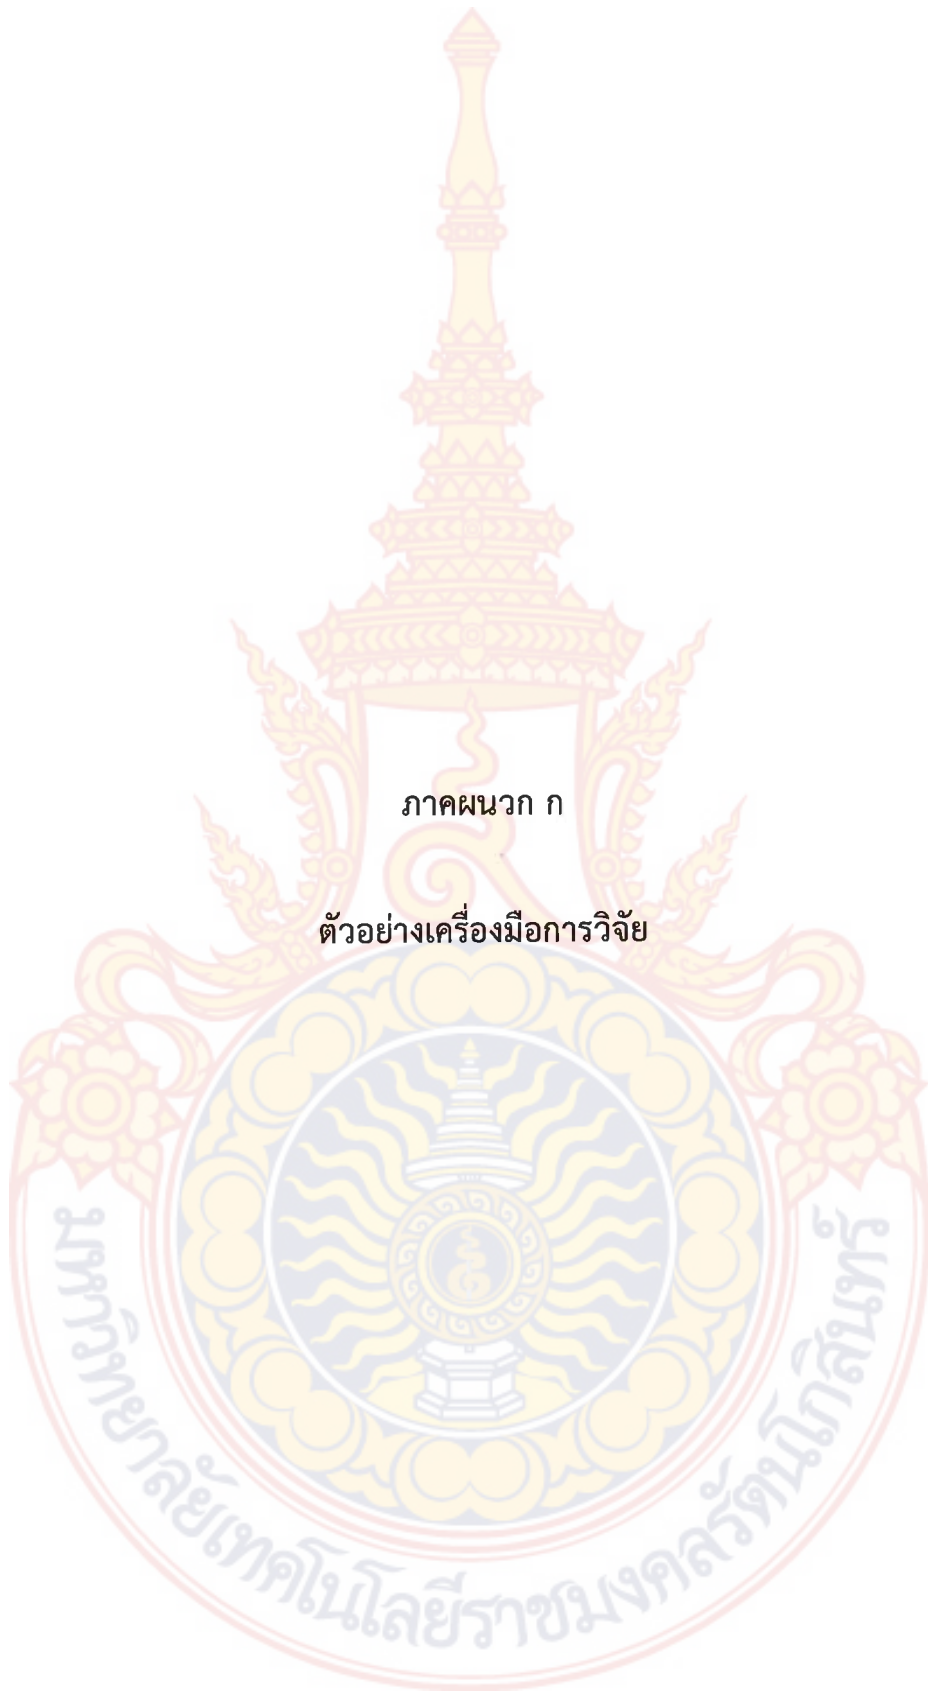 ภาคผนวก ก
ตัวอย่างเครื่องมือการวิจัย
มหาวิทยาลัยเทคโนโลยีราชมงคลรัตนโกสินทร์